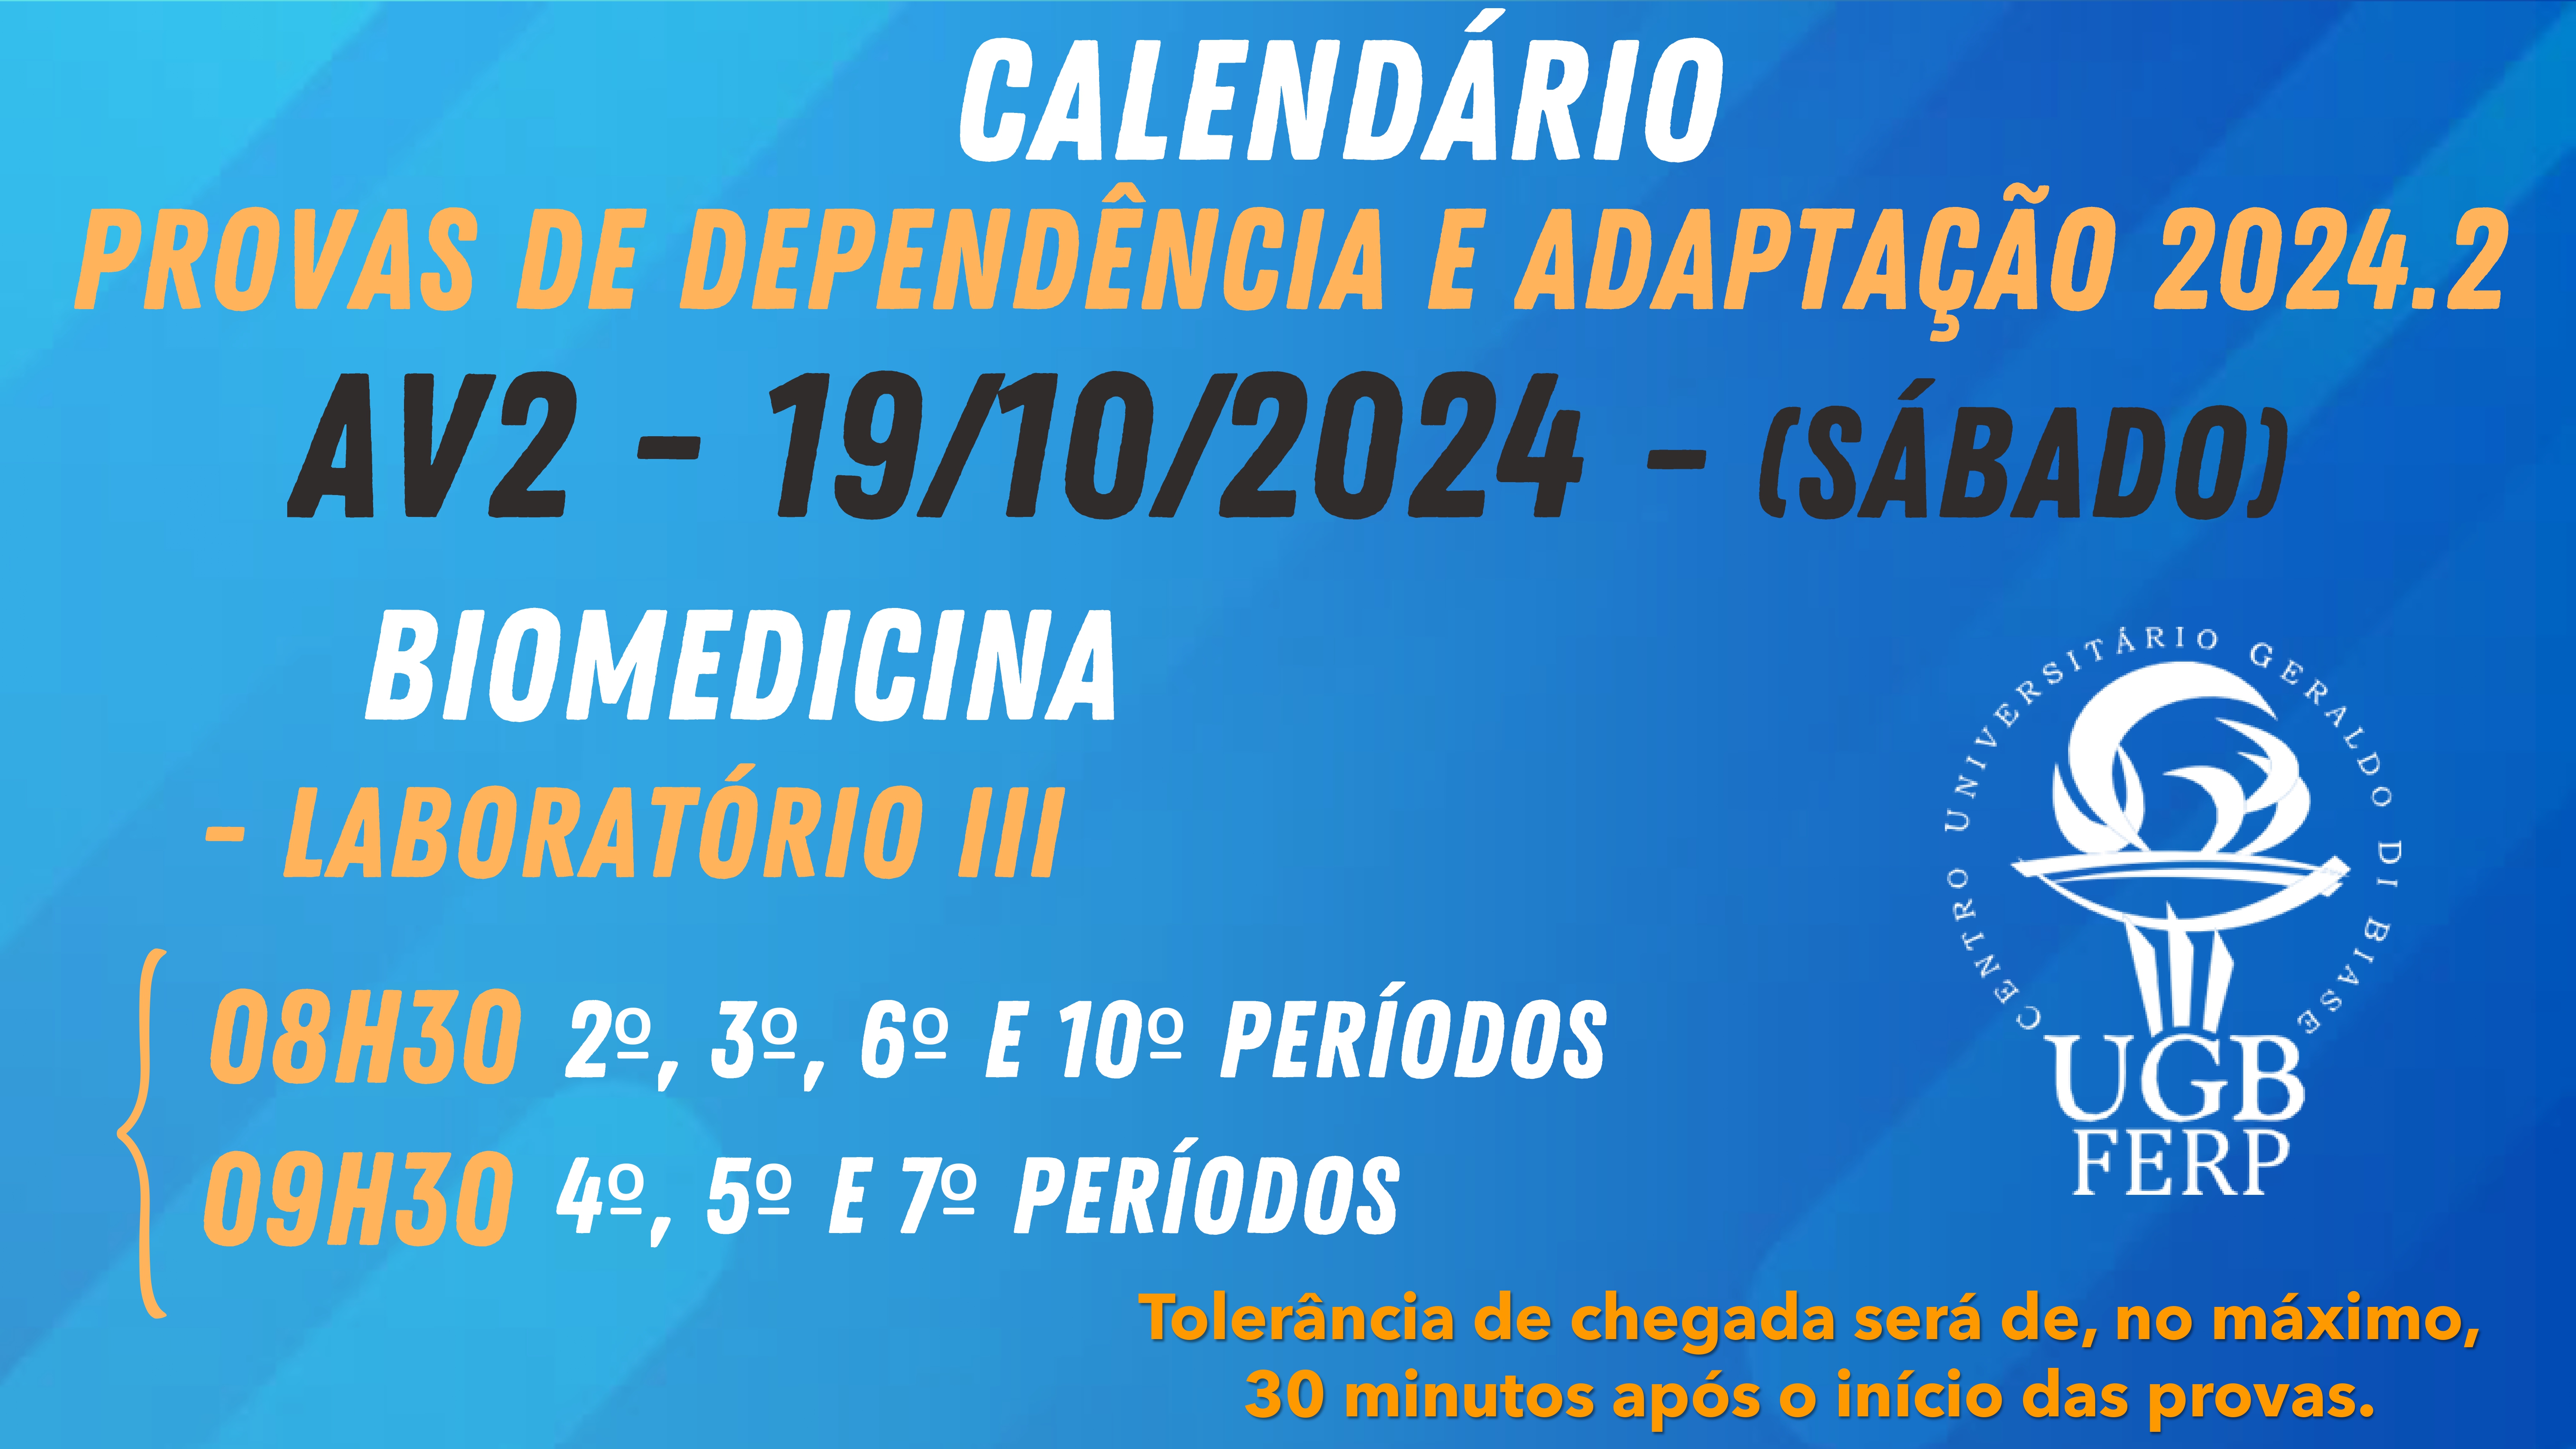 CALENDÁRIO
PROVAS DE DEPENDÊNCIA E ADAPTAÇÃO 2024.2
AV2 - 19/10/2024 - (SÁBADO)
BIOMEDICINA
- LABORATÓRIO III
08H30 2º, 3º, 6º E 10º PERÍODOS
09H30 4º, 5º E 7º PERÍODOS
CENTRO UNIVERSITÁRIO GERALDO DI BIASE
UGB
FERP
Tolerância de chegada será de, no máximo,
30 minutos após o início das provas.